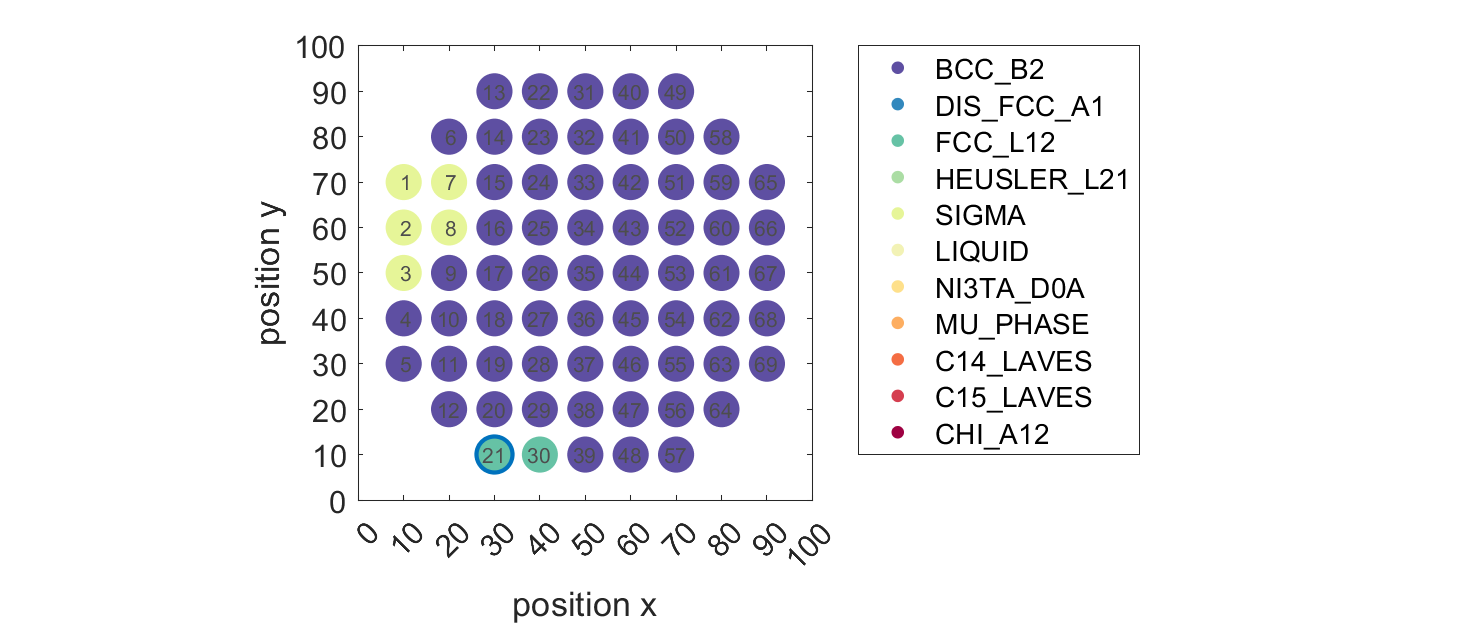 100
90
80
70
60
50
40
30
20
10
0
position y
13 22 31 40 49
6 14 23 32 41 50 58
1 7 15 24 33 42 51 59 65
2 8 16 25 34 43 52 60 66
3 9 17 26 35 44 53 61 67
4 10 18 27 36 45 54 62 68
5 11 19 28 37 46 55 63 69
12 20 29 38 47 56 64
21 30 39 48 57
0 10 20 30 40 50 60 70 80 90 100
position x
BCC_B2
DIS_FCC_A1
FCC_L12
HEUSLER_L21
SIGMA
LIQUID
NI3TA_D0A
MU_PHASE
C14_LAVES
C15_LAVES
CHI_A12